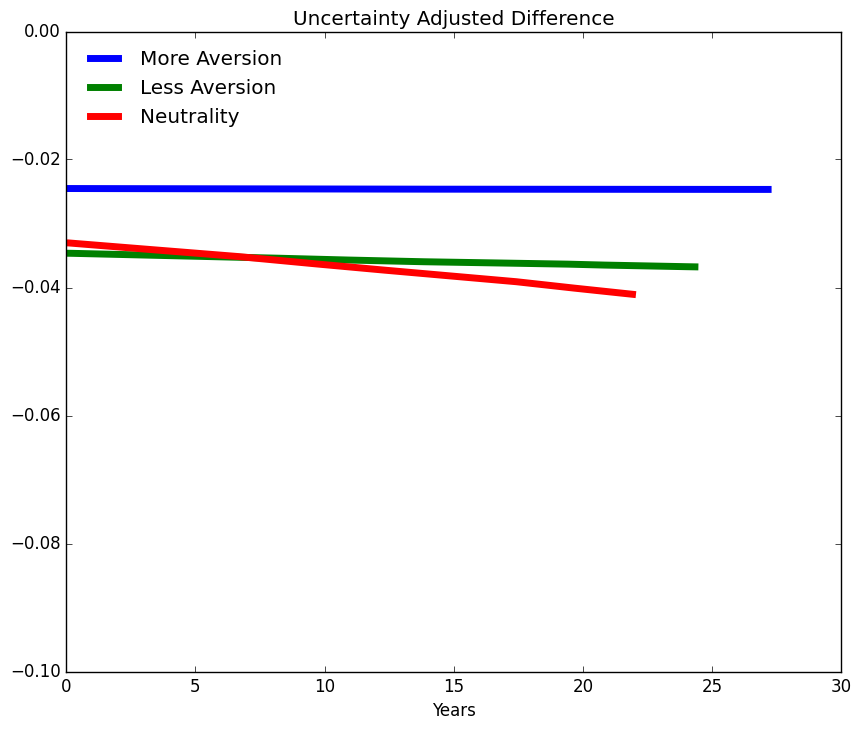 Uncertainty Adjusted Difference
0.00
More Aversion
Less Aversion
Neutrality
−0.02
−0.04
−0.06
−0.08
−0.10
0 5 10 15 20 25 30
Years